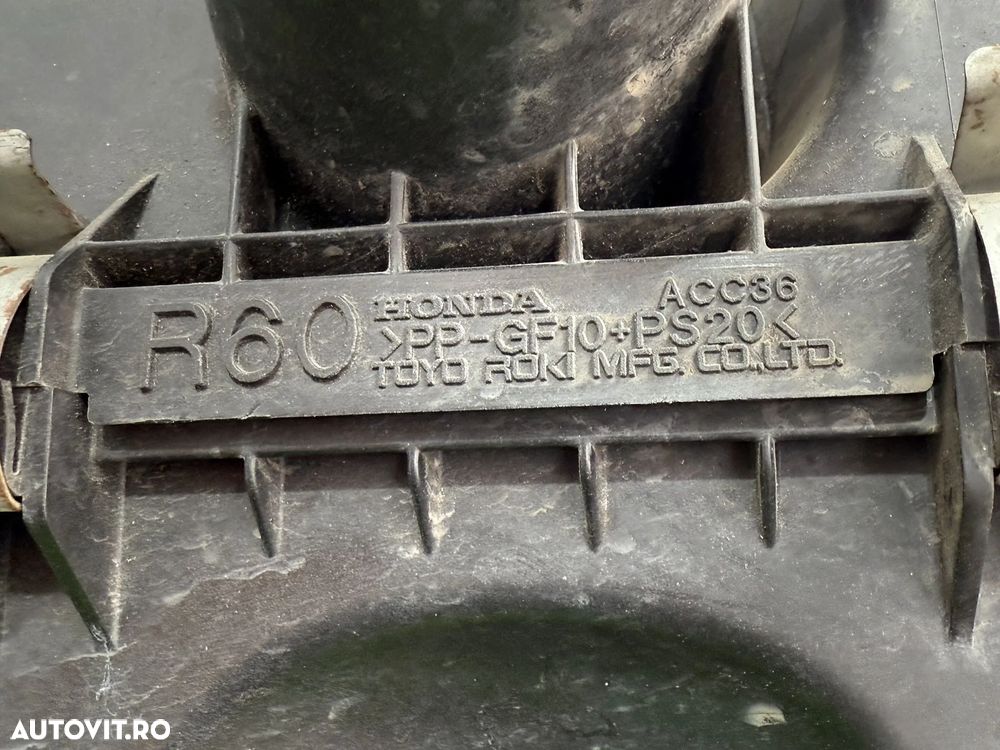 R60
HONDA ACC36
>PP-GF10+PS20<
TOYO ROKI MFG. CO.,LTD.
AUTOVIT.RO